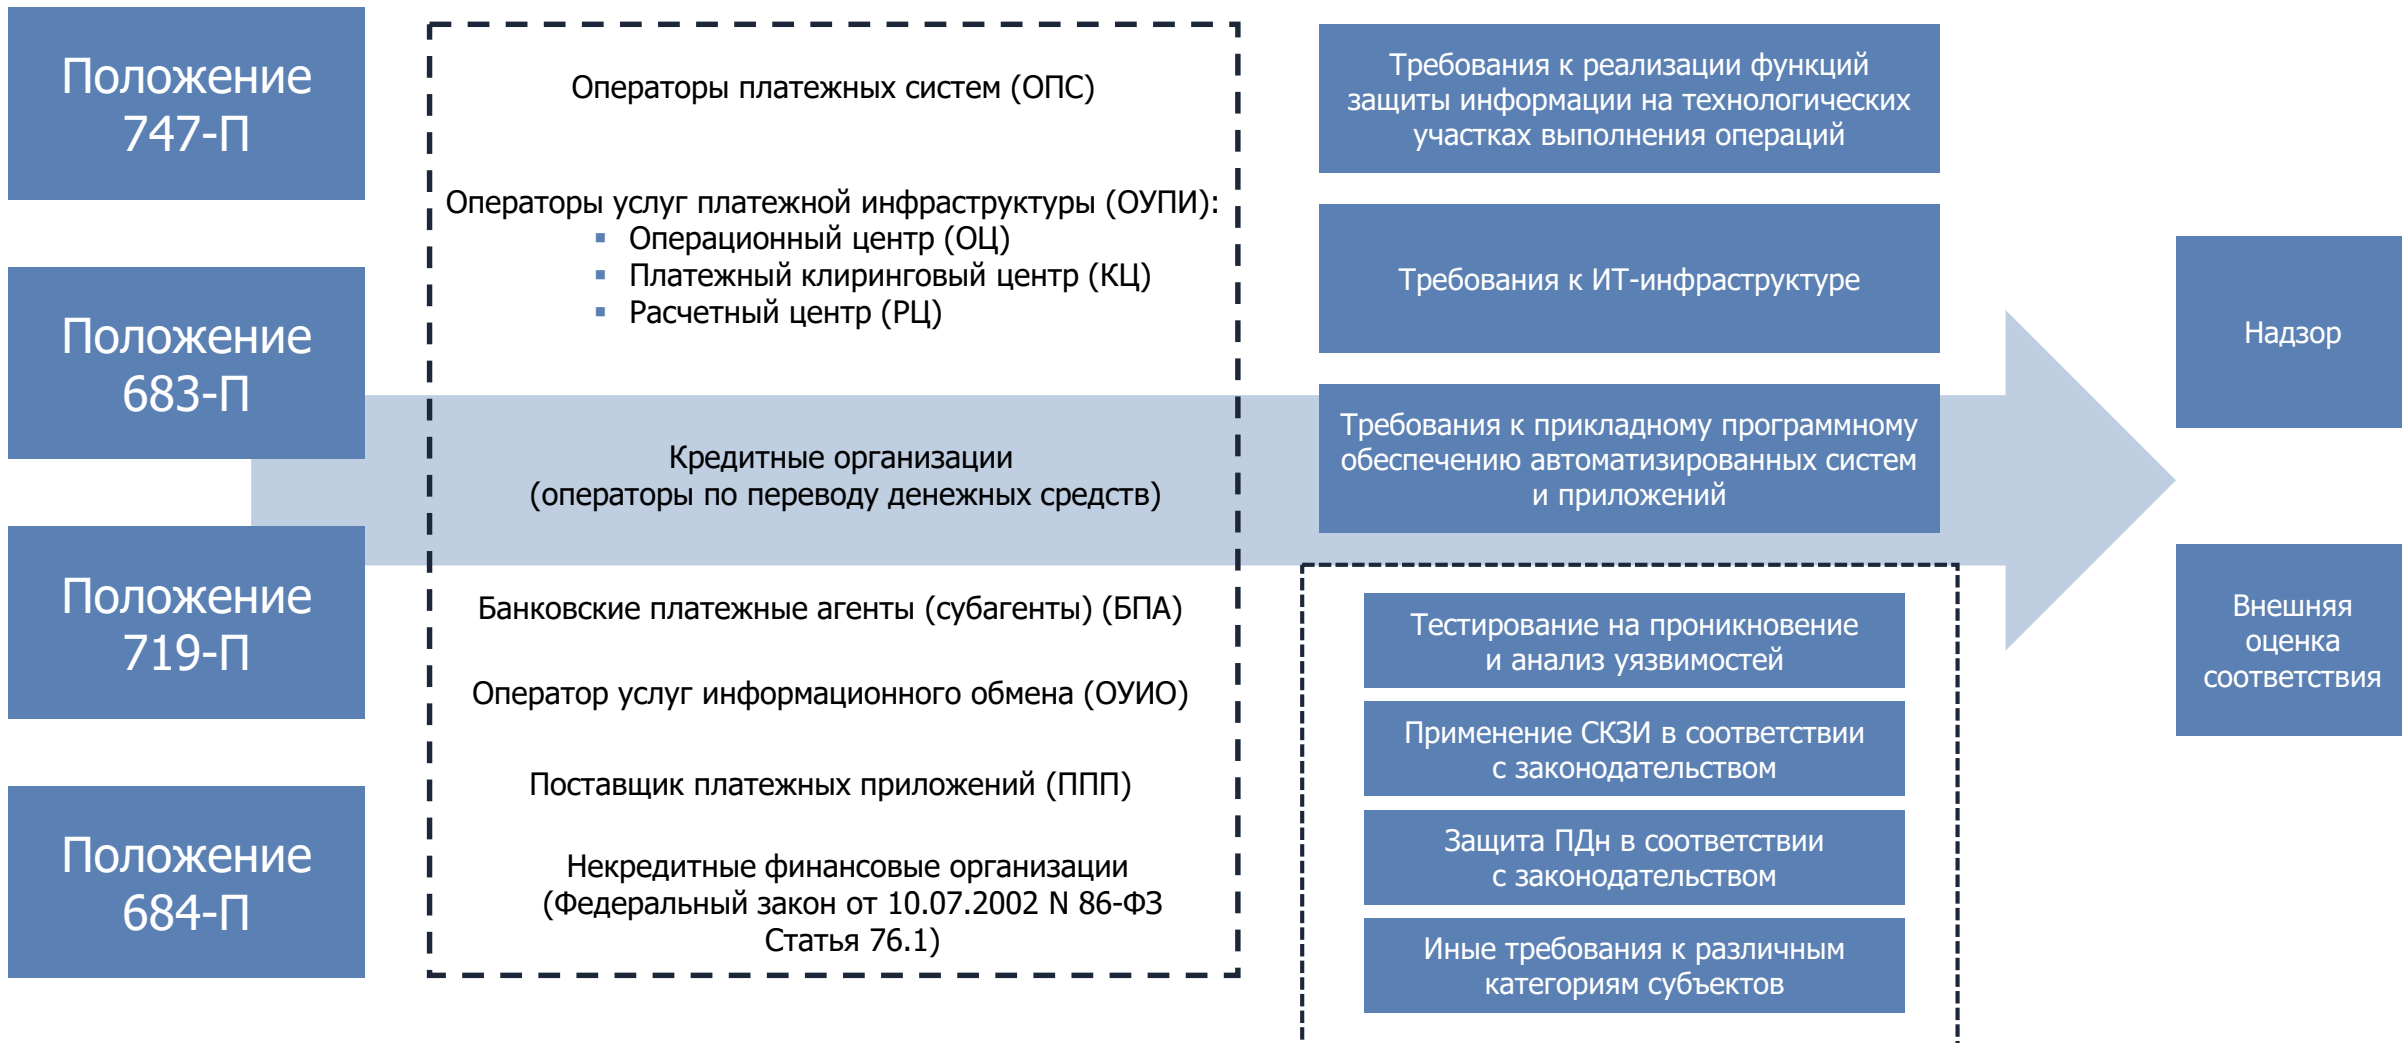 Положение
747-П
Положение
683-П
Положение
719-П
Положение
684-П
Операторы платежных систем (ОПС)
Операторы услуг платежной инфраструктуры (ОУПИ):
▪ Операционный центр (ОЦ)
▪ Платежный клиринговый центр (КЦ)
▪ Расчетный центр (РЦ)
Кредитные организации
(операторы по переводу денежных средств)
Банковские платежные агенты (субагенты) (БПА)
Оператор услуг информационного обмена (ОУИО)
Поставщик платежных приложений (ППП)
Некредитные финансовые организации
(Федеральный закон от 10.07.2002 N 86-ФЗ
Статья 76.1)
Требования к реализации функций
защиты информации на технологических
участках выполнения операций
Требования к ИТ-инфраструктуре
Требования к прикладному программному
обеспечению автоматизированных систем
и приложений
Тестирование на проникновение
и анализ уязвимостей
Применение СКЗИ в соответствии
с законодательством
Защита ПДн в соответствии
с законодательством
Иные требования к различным
категориям субъектов
Надзор
Внешняя
оценка
соответствия